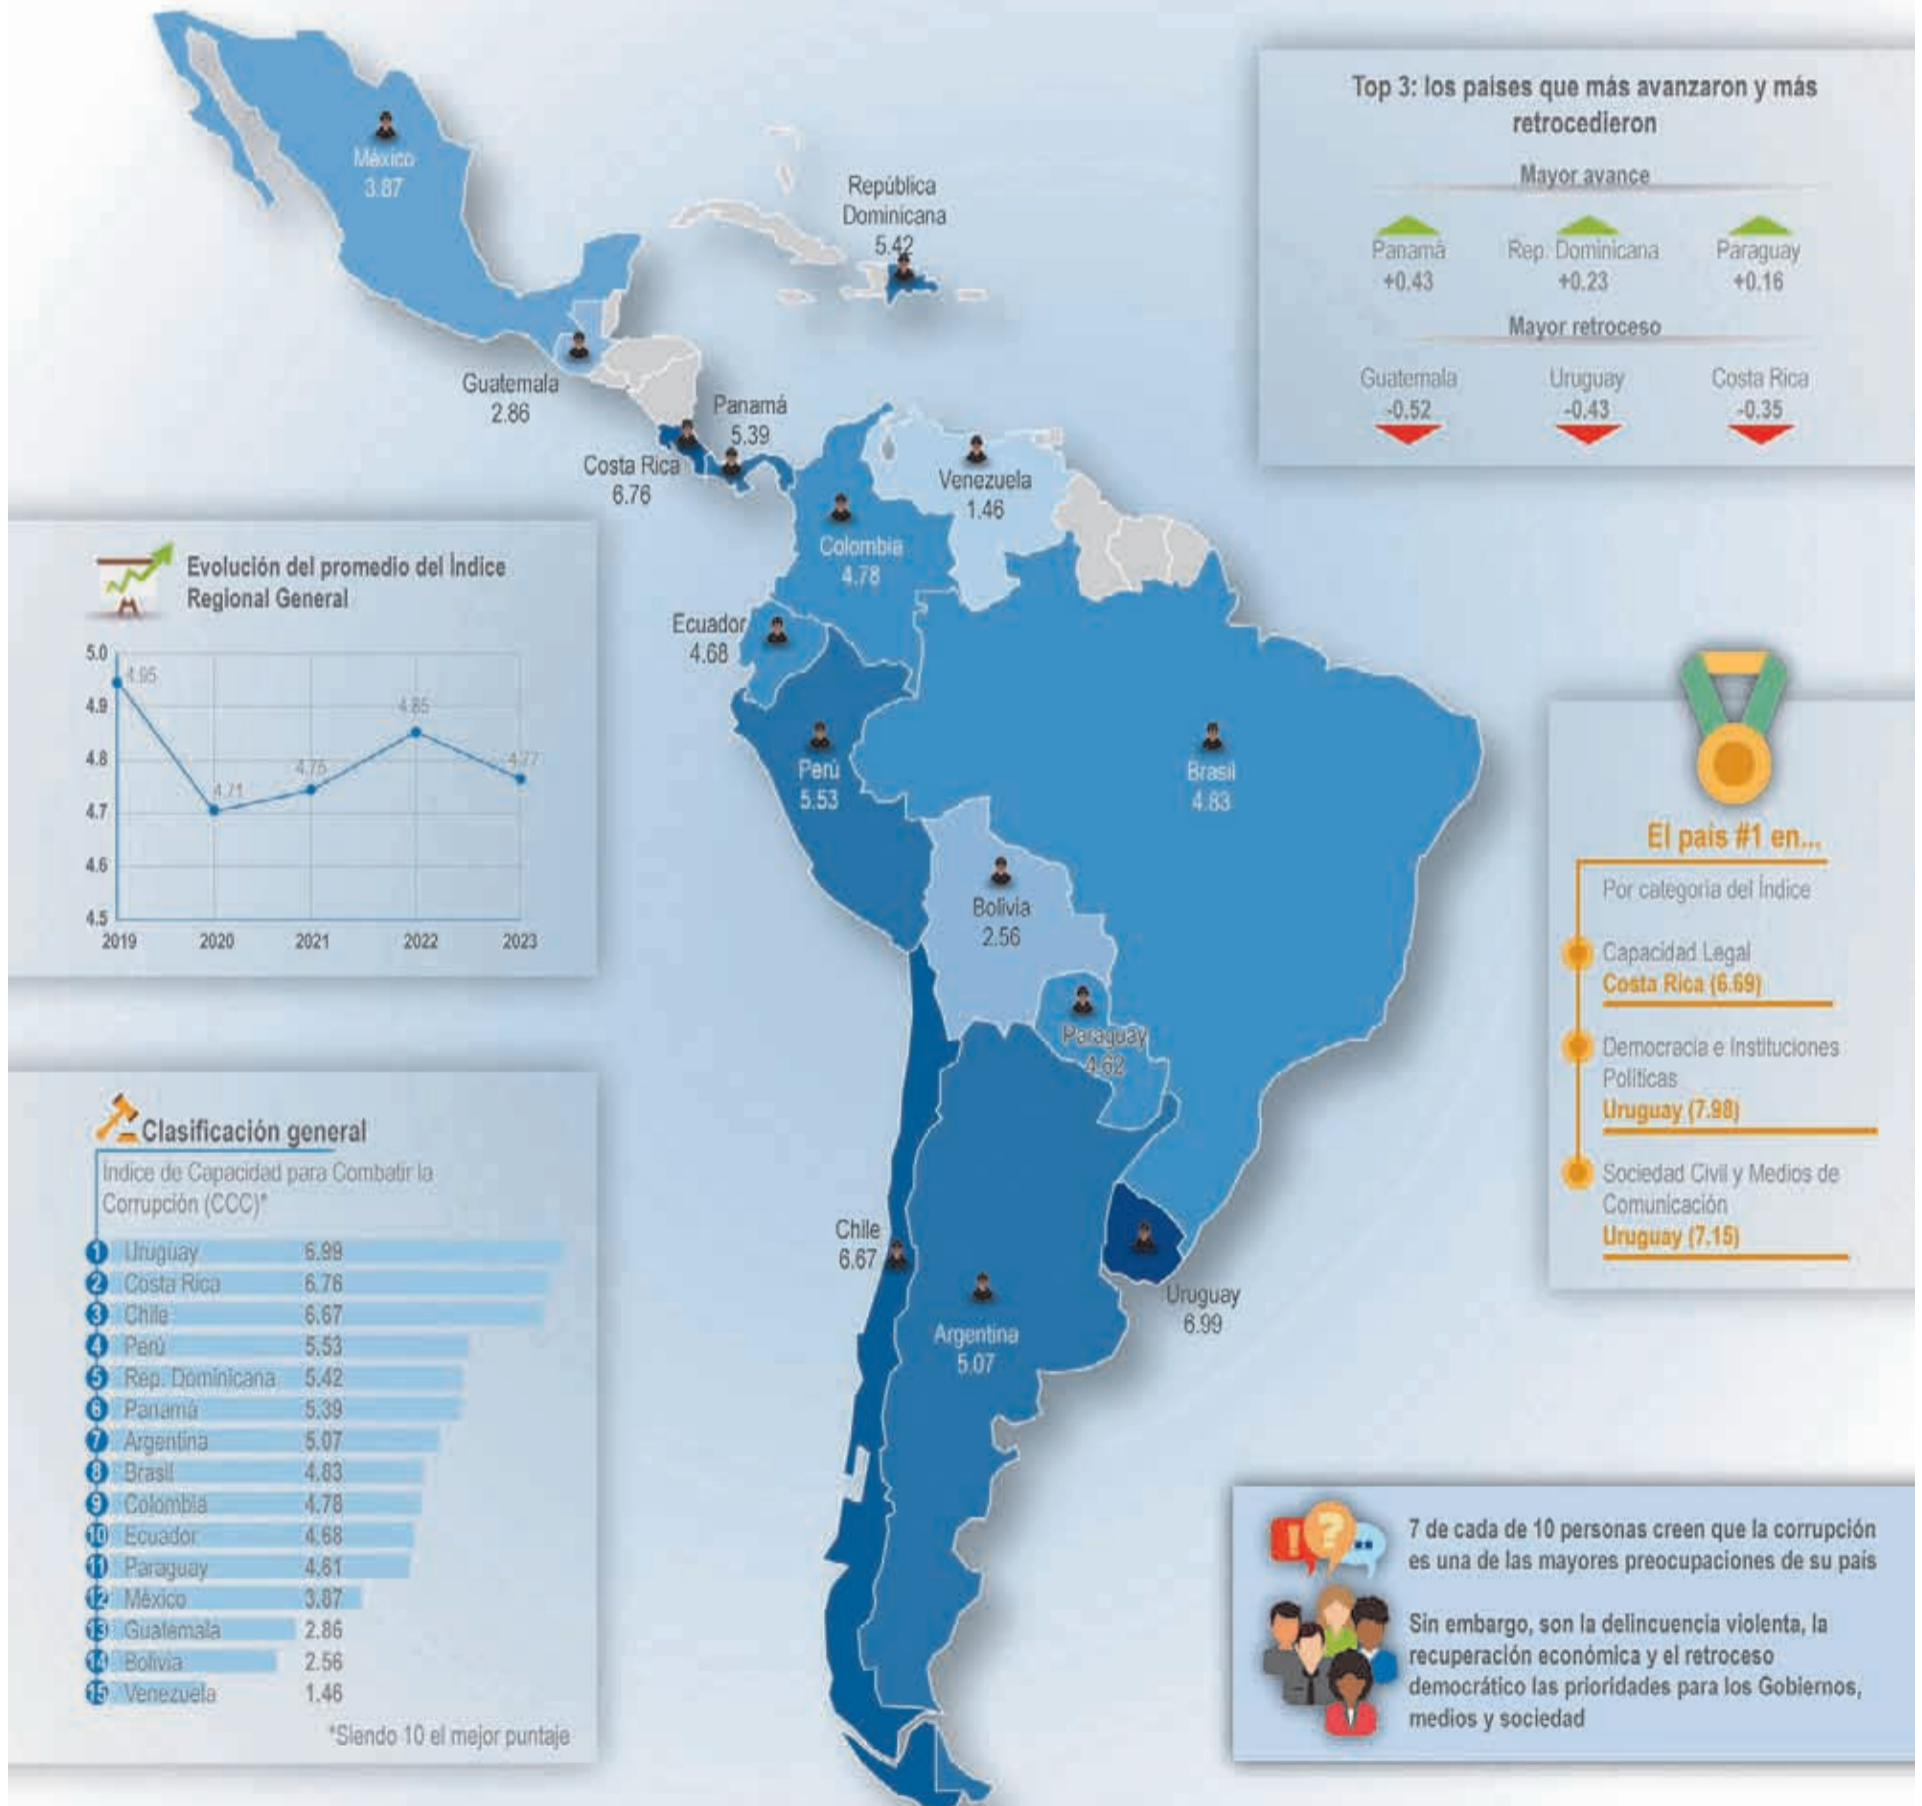 México
3.87
República
Dominicana
5.42
Guatemala
2.86
Panamá
5.39
Costa Rica
6.76
Venezuela
1.46
Colombia
4.78
Ecuador
4.68
Perú
5.53
Brasil
4.83
Bolivia
2.56
Paraguay
4.62
Chile
6.67
Argentina
5.07
Uruguay
6.99
Top 3: los países que más avanzaron y más
retrocedieron
Mayor avance
Panamá
+0.43
Rep. Dominicana
+0.23
Paraguay
+0.16
Mayor retroceso
Guatemala
-0.52
Uruguay
-0.43
Costa Rica
-0.35
Evolución del promedio del Índice
Regional General
5.0
4.9
4.8
4.7
4.6
4.5
4.95
4.71
4.75
4.85
4.77
2019 2020 2021 2022 2023
Clasificación general
Índice de Capacidad para Combatir la
Corrupción (CCC)*
1 Uruguay 6.99
2 Costa Rica 6.76
3 Chile 6.67
4 Perú 5.53
5 Rep. Dominicana 5.42
6 Panamá 5.39
7 Argentina 5.07
8 Brasil 4.83
9 Colombia 4.78
10 Ecuador 4.68
11 Paraguay 4.61
12 México 3.87
13 Guatemala 2.86
14 Bolivia 2.56
15 Venezuela 1.46
*Siendo 10 el mejor puntaje
El país #1 en...
Por categoría del Índice
Capacidad Legal
Costa Rica (6.69)
Democracia e Instituciones
Políticas
Uruguay (7.98)
Sociedad Civil y Medios de
Comunicación
Uruguay (7.15)
! ? ..
7 de cada de 10 personas creen que la corrupción
es una de las mayores preocupaciones de su país
Sin embargo, son la delincuencia violenta, la
recuperación económica y el retroceso
democrático las prioridades para los Gobiernos,
medios y sociedad